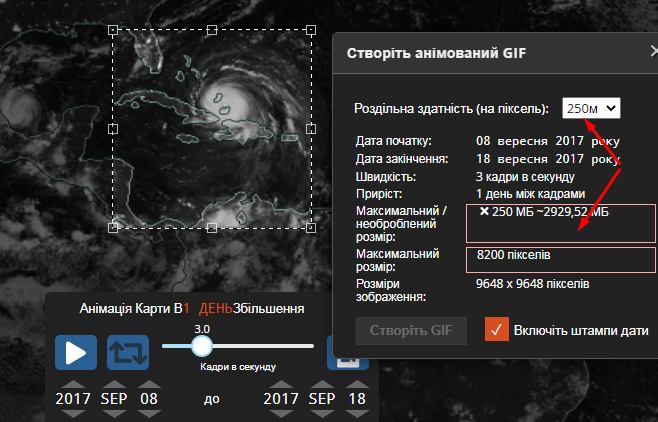 Створіть анімований GIF
Роздільна здатність (на піксель): 250м
Дата початку: 08 вересня 2017 року
Дата закінчення: 18 вересня 2017 року
Швидкість: 3 кадри в секунду
Приріст: 1 день між кадрами
Максимальний / ✕ 250 МБ ~2929,52 МБ
необроблений
розмір:
Максимальний 8200 пікселів
розмір:
Розміри 9648 x 9648 пікселів
зображення:
Створіть GIF ✓ Включіть штампи дати
Анімація Карти В1 ДЕНЬЗбільшення
3.0
Кадри в секунду
2017 SEP 08 до 2017 SEP 18